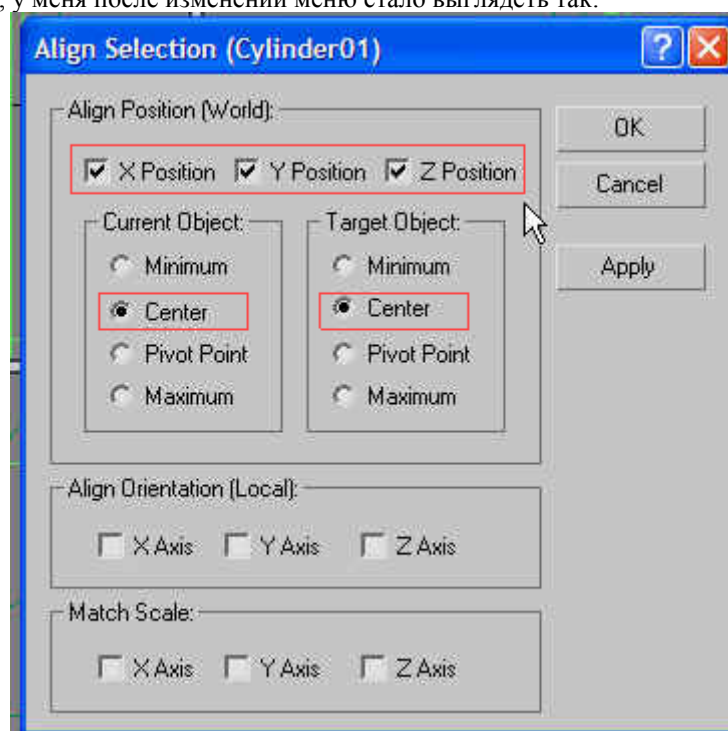 , у меня после изменений меню стало выглядеть так:
Align Selection (Cylinder01)
Align Position (World):
X Position Y Position Z Position
Current Object: Target Object:
Minimum Minimum
Center Center
Pivot Point Pivot Point
Maximum Maximum
OK
Cancel
Apply
Align Orientation (Local):
X Axis Y Axis Z Axis
Match Scale:
X Axis Y Axis Z Axis